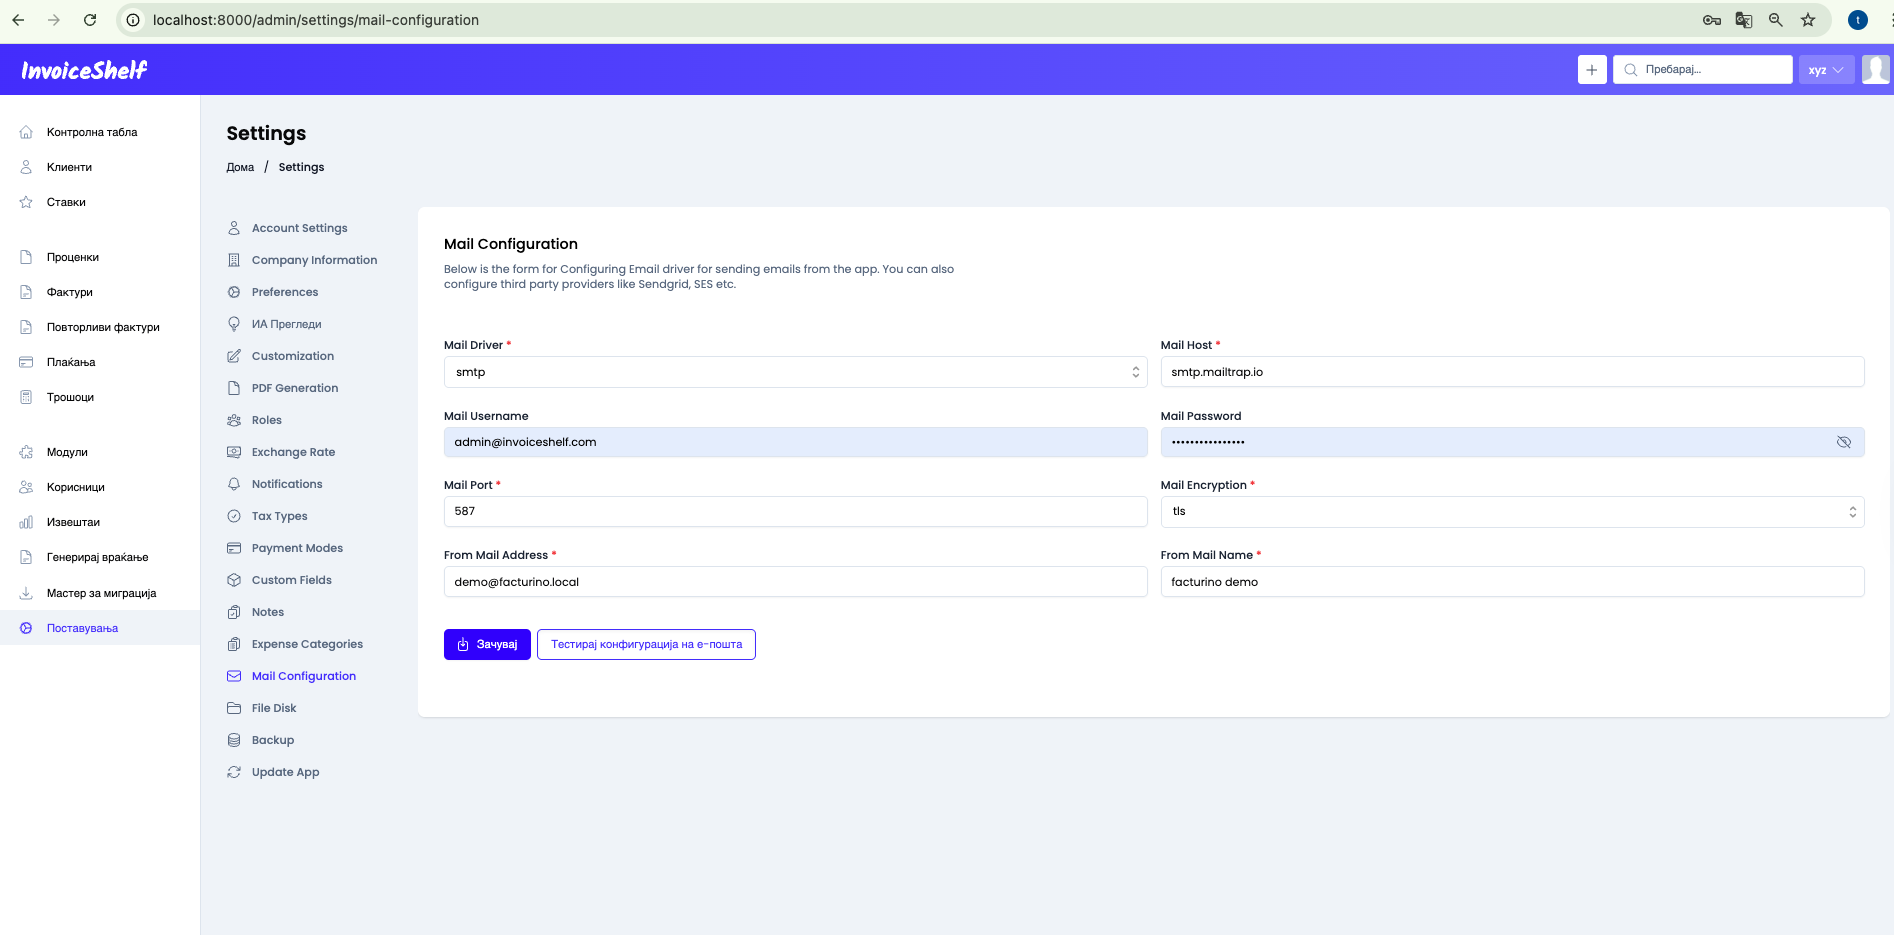 localhost:8000/admin/settings/mail-configuration
t
InvoiceShelf
Пребарај...
xyz
Контролна табла
Клиенти
Ставки
Проценки
Фактури
Повторливи фактури
Плаќања
Трошоци
Модули
Корисници
Извештаи
Генерирај враќање
Мастер за миграција
Поставувања
Settings
Дома / Settings
Account Settings
Company Information
Preferences
ИА Прегледи
Customization
PDF Generation
Roles
Exchange Rate
Notifications
Tax Types
Payment Modes
Custom Fields
Notes
Expense Categories
Mail Configuration
File Disk
Backup
Update App
Mail Configuration
Below is the form for Configuring Email driver for sending emails from the app. You can also
configure third party providers like Sendgrid, SES etc.
Mail Driver *
smtp
Mail Host *
smtp.mailtrap.io
Mail Username
admin@invoiceshelf.com
Mail Password
••••••••••••••••
Mail Port *
587
Mail Encryption *
tls
From Mail Address *
demo@facturino.local
From Mail Name *
facturino demo
Зачувај
Тестирај конфигурација на е-пошта